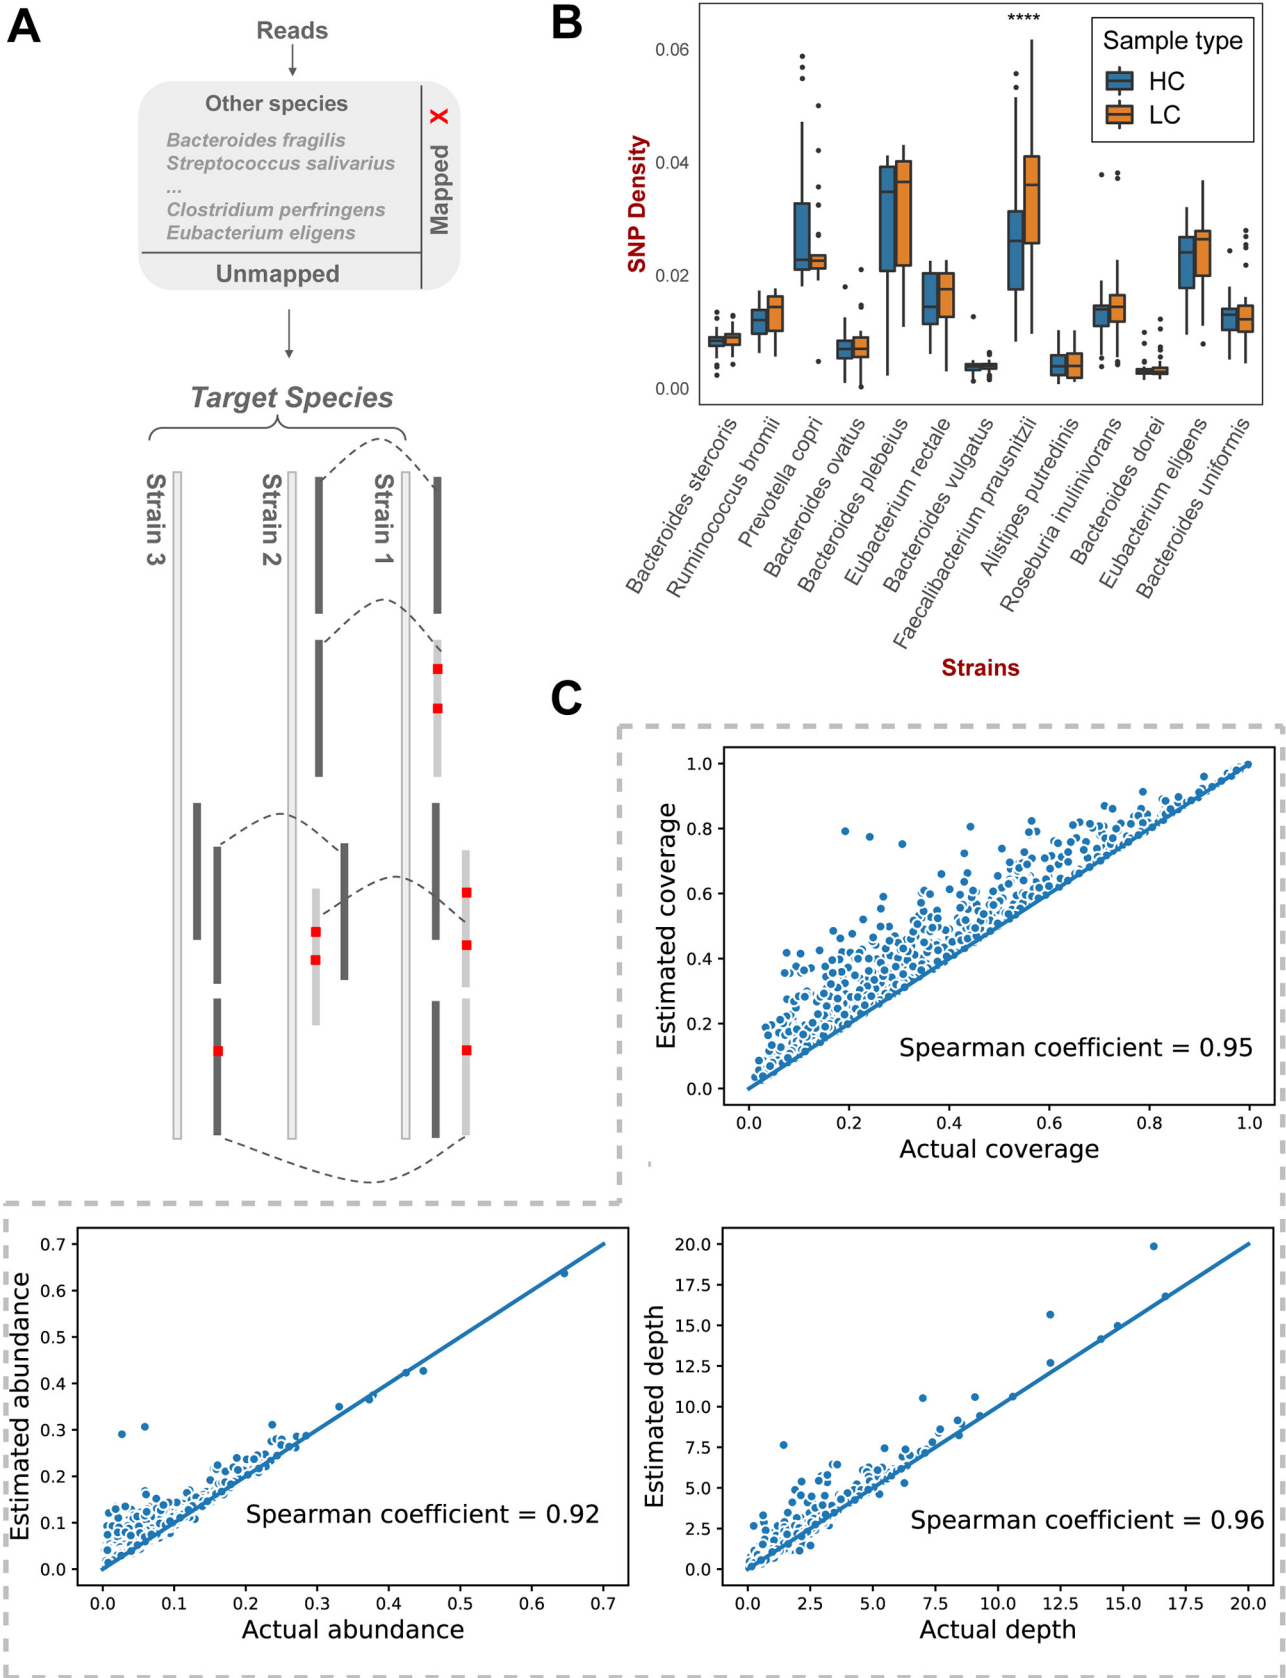 A
Reads
Other species
Bacteroides fragilis
Streptococcus salivarius
...
Clostridium perfringens
Eubacterium eligens
Mapped X
Unmapped
Target Species
Strain 3
Strain 2
Strain 1
B
****
Sample type
HC
LC
SNP Density
0.06
0.04
0.02
0.00
Bacteroides stercoris
Ruminococcus bromii
Prevotella copri
Bacteroides ovatus
Bacteroides plebeius
Eubacterium rectale
Bacteroides vulgatus
Faecalibacterium prausnitzii
Alistipes putredinis
Roseburia inulinivorans
Bacteroides dorei
Eubacterium eligens
Bacteroides uniformis
Strains
C
Estimated coverage
1.0
0.8
0.6
0.4
0.2
0.0
Spearman coefficient = 0.95
0.0 0.2 0.4 0.6 0.8 1.0
Actual coverage
Estimated abundance
0.7
0.6
0.5
0.4
0.3
0.2
0.1
0.0
Spearman coefficient = 0.92
0.0 0.1 0.2 0.3 0.4 0.5 0.6 0.7
Actual abundance
Estimated depth
20.0
17.5
15.0
12.5
10.0
7.5
5.0
2.5
0.0
Spearman coefficient = 0.96
0.0 2.5 5.0 7.5 10.0 12.5 15.0 17.5 20.0
Actual depth